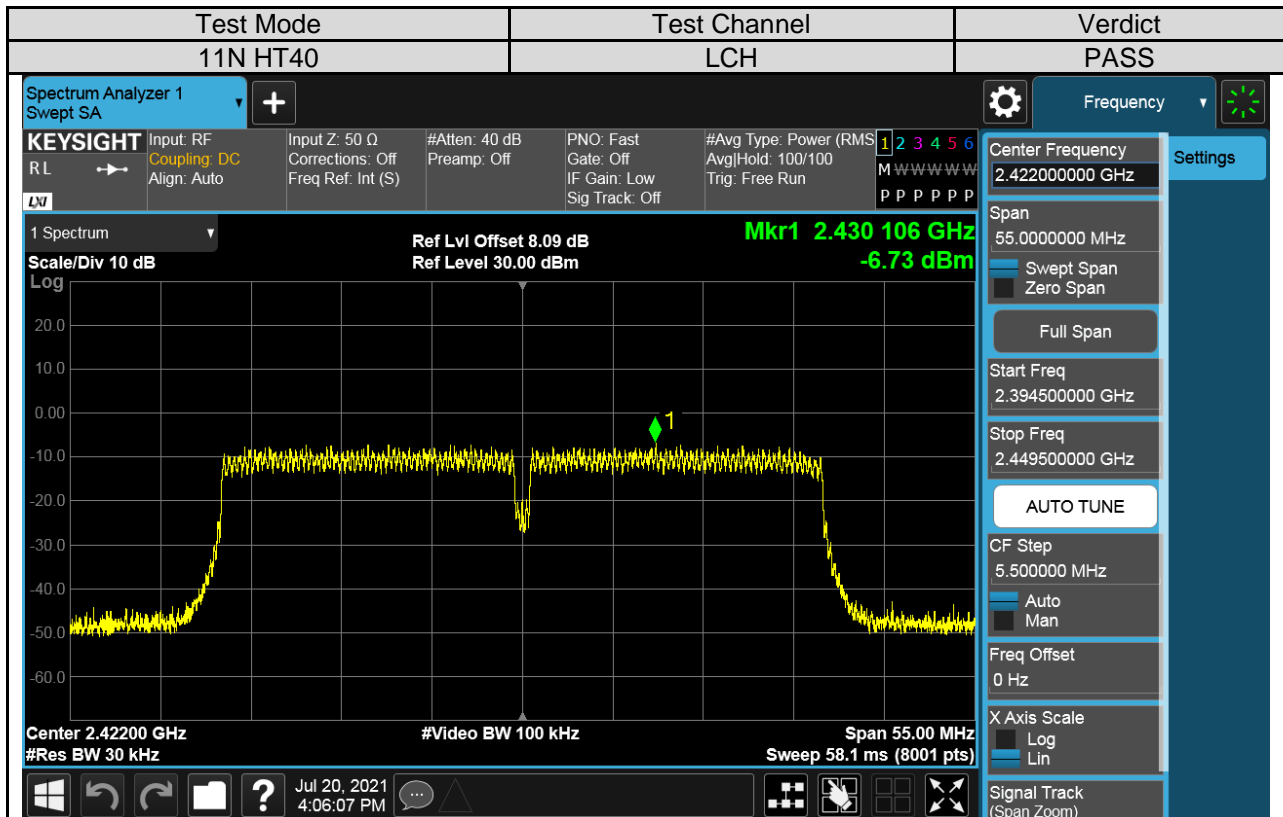 Test Mode Test Channel Verdict
11N HT40 LCH PASS
Spectrum Analyzer 1
Swept SA
Frequency
KEYSIGHT
R L
LXI
Input: RF
Coupling: DC
Align: Auto
Input Z: 50 Ω
Corrections: Off
Freq Ref: Int (S)
#Atten: 40 dB
Preamp: Off
PNO: Fast
Gate: Off
IF Gain: Low
Sig Track: Off
#Avg Type: Power (RMS
Avg|Hold: 100/100
Trig: Free Run
1 2 3 4 5 6
M W W W W W
P P P P P P
1 Spectrum
Scale/Div 10 dB
Ref Lvl Offset 8.09 dB
Ref Level 30.00 dBm
Mkr1 2.430 106 GHz
-6.73 dBm
Log
20.0
10.0
0.00
-10.0
-20.0
-30.0
-40.0
-50.0
-60.0
1
Center 2.42200 GHz
#Res BW 30 kHz
#Video BW 100 kHz
Span 55.00 MHz
Sweep 58.1 ms (8001 pts)
Jul 20, 2021
4:06:07 PM
?
Center Frequency
2.422000000 GHz
Settings
Span
55.0000000 MHz
Swept Span
Zero Span
Full Span
Start Freq
2.394500000 GHz
Stop Freq
2.449500000 GHz
AUTO TUNE
CF Step
5.500000 MHz
Auto
Man
Freq Offset
0 Hz
X Axis Scale
Log
Lin
Signal Track
(Span Zoom)